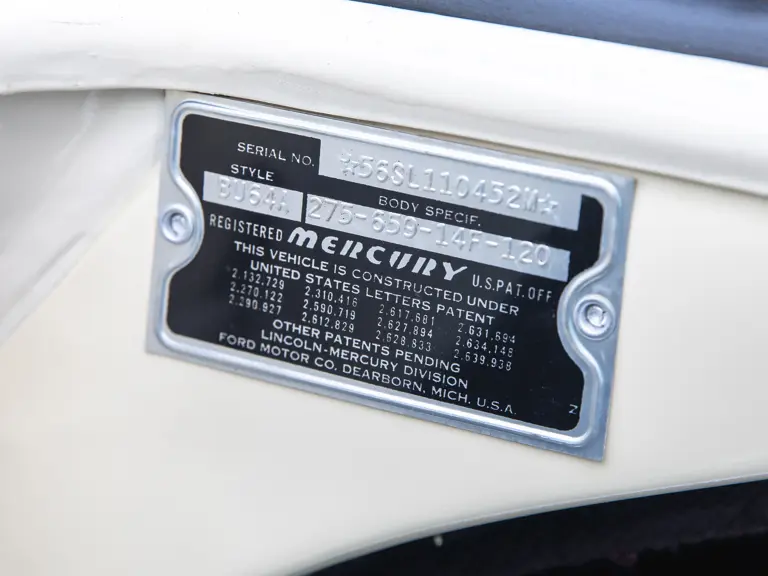 SERIAL NO. *56SL110432M*
STYLE BODY SPECIF.
BU64A 275-659-14F-120
REGISTERED MERCURY U.S. PAT. OFF
THIS VEHICLE IS CONSTRUCTED UNDER
UNITED STATES LETTERS PATENT
2.132.729 2.310.416 2.617.681 2.631.694
2.270.122 2.590.719 2.627.894 2.634.148
2.290.927 2.612.829 2.628.833 2.639.938
OTHER PATENTS PENDING
LINCOLN-MERCURY DIVISION
FORD MOTOR CO. DEARBORN, MICH. U.S.A. Z